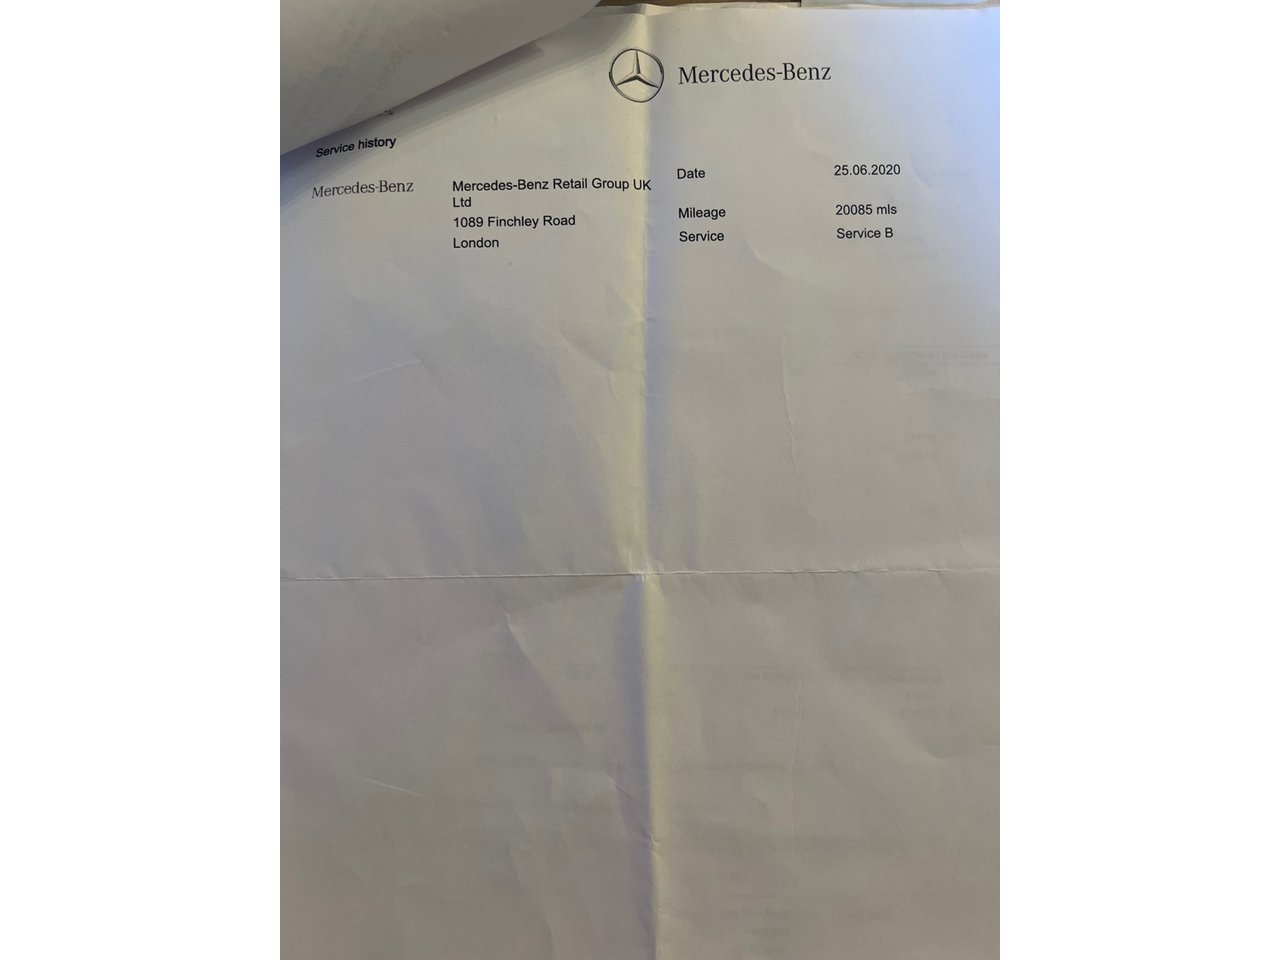 Mercedes-Benz
Service history
Mercedes-Benz
Mercedes-Benz Retail Group UK
Ltd
1089 Finchley Road
London
Date 25.06.2020
Mileage 20085 mls
Service Service B